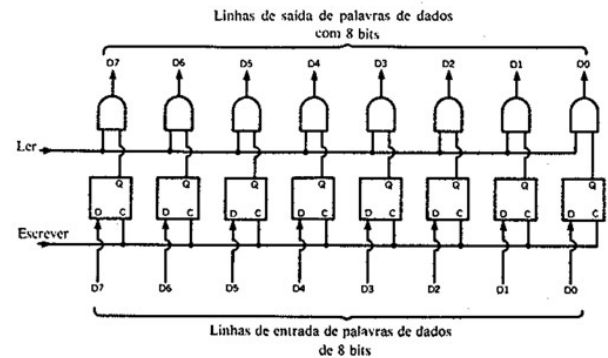 Linhas de saída de palavras de dados
com 8 bits
D7 D6 D5 D4 D3 D2 D1 D0
Ler
Q Q Q Q Q Q Q Q
D C D C D C D C D C D C D C D C
Escrever
D7 D6 D5 D4 D3 D2 D1 D0
Linhas de entrada de palavras de dados
de 8 bits